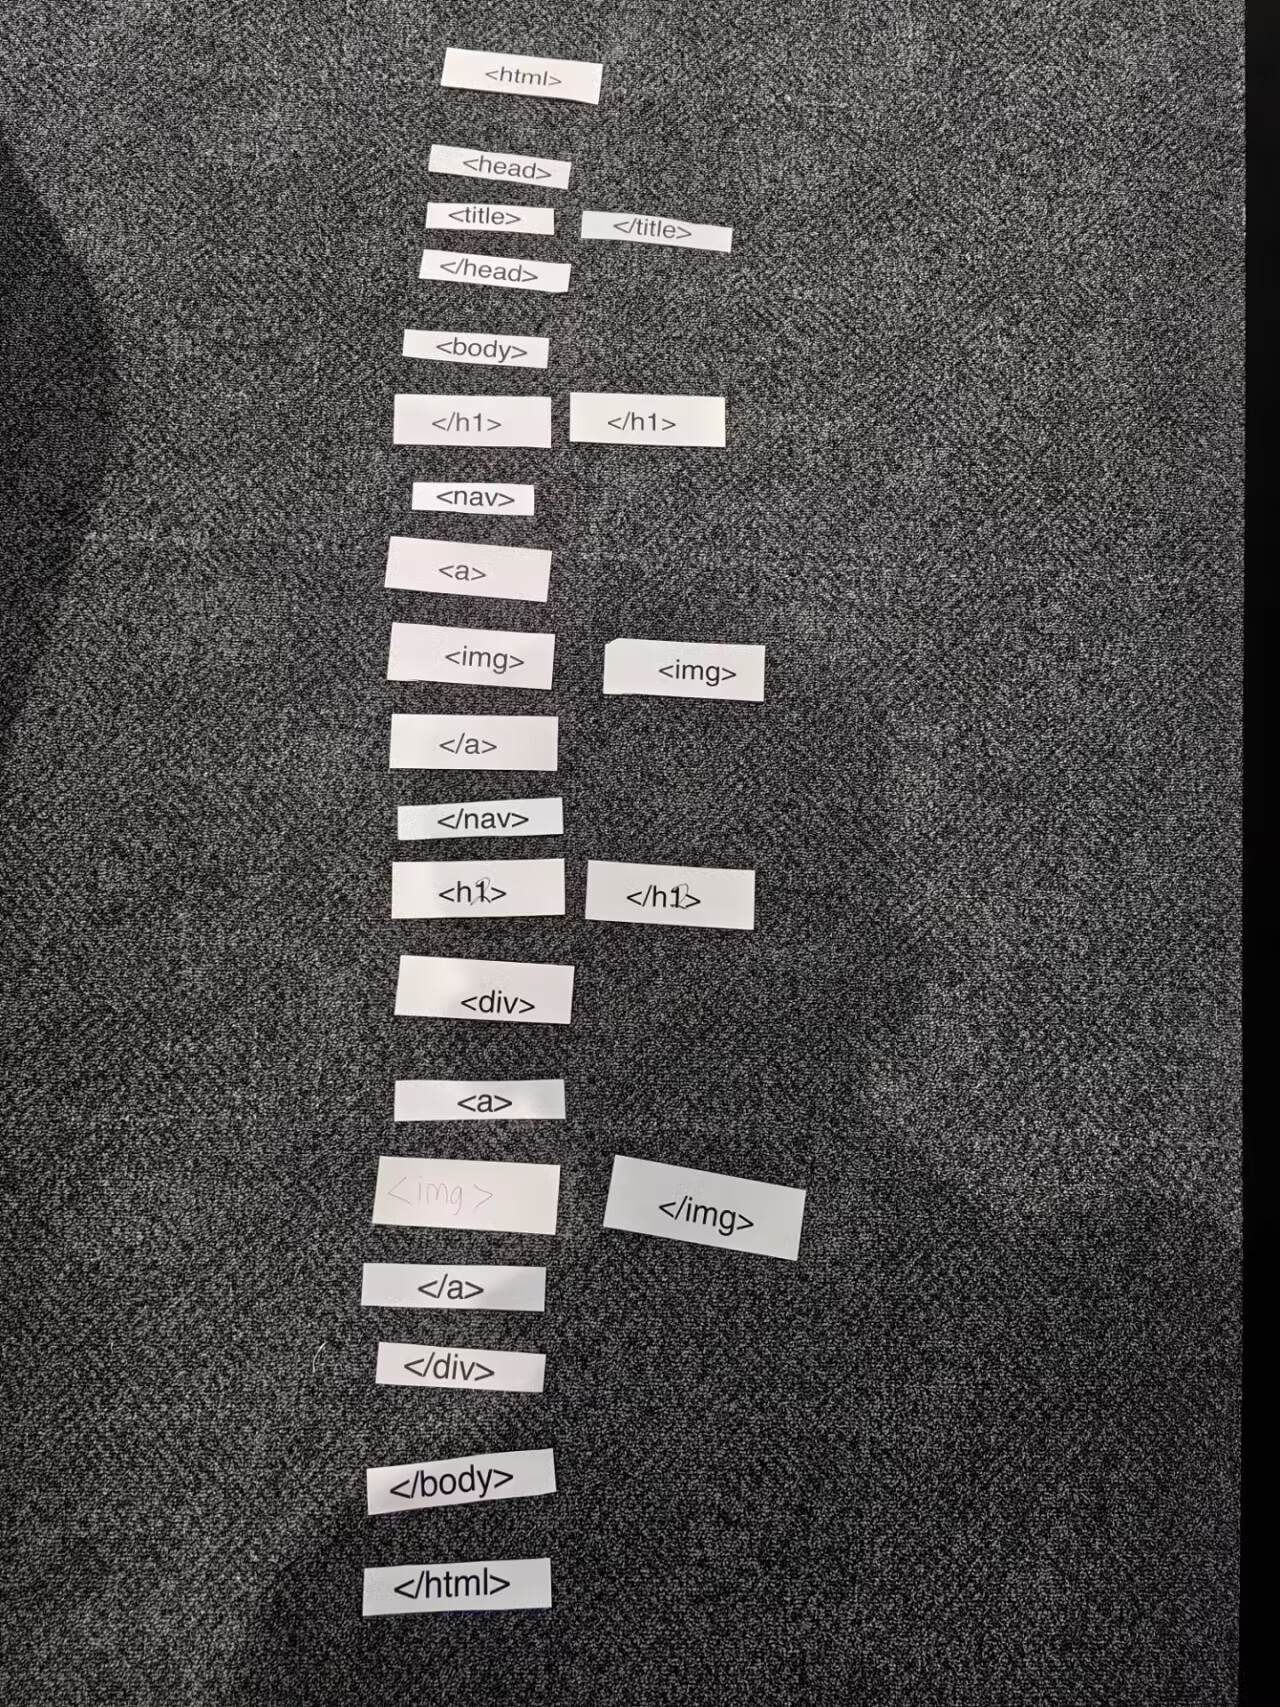 <html>
<head>
<title> </title>
</head>
<body>
</h1> </h1>
<nav>
<a>
<img> <img>
</a>
</nav>
<h1> </h1>
<div>
<a>
<img> </img>
</a>
</div>
</body>
</html>